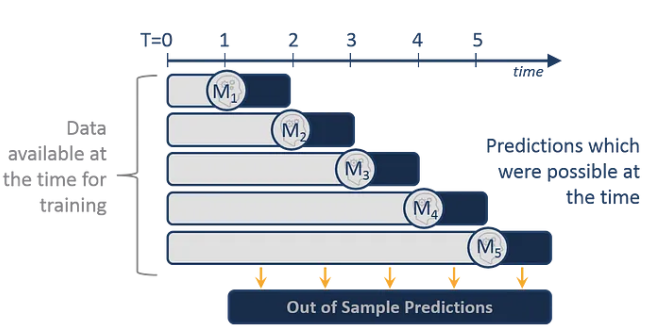 T=0 1 2 3 4 5
time
M1
M2
M3
M4
M5
Data
available at
the time for
training
Predictions which
were possible at
the time
Out of Sample Predictions